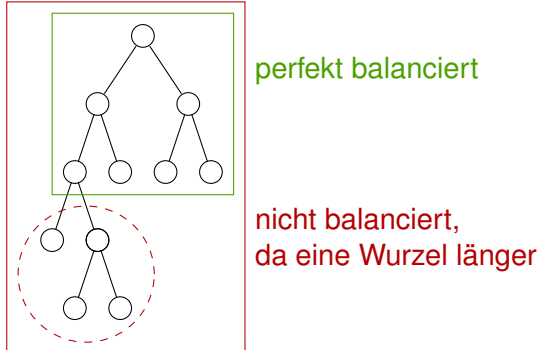 perfekt balanciert
nicht balanciert,
da eine Wurzel länger